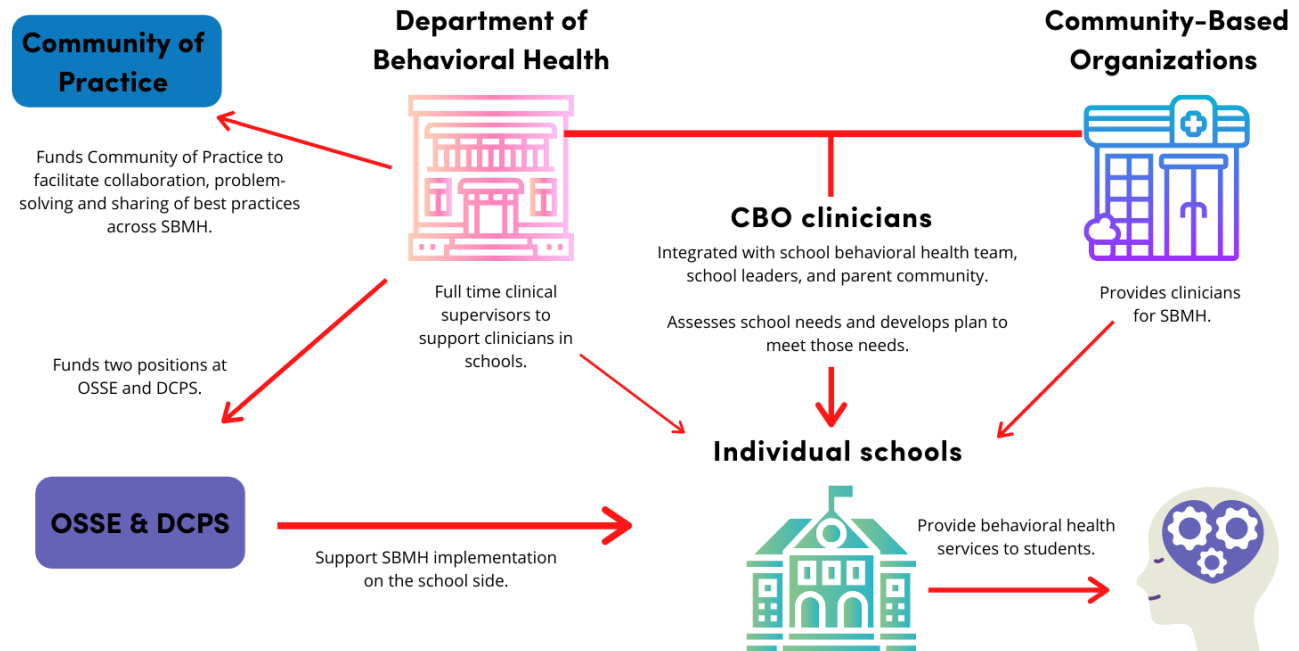 Community of
Practice
Funds Community of Practice to
facilitate collaboration, problem-
solving and sharing of best practices
across SBMH.
Department of
Behavioral Health
Full time clinical
supervisors to
support clinicians in
schools.
Community-Based
Organizations
Provides clinicians
for SBMH.
CBO clinicians
Integrated with school behavioral health team,
school leaders, and parent community.
Assesses school needs and develops plan to
meet those needs.
Funds two positions at
OSSE and DCPS.
OSSE & DCPS
Support SBMH implementation
on the school side.
Individual schools
Provide behavioral health
services to students.